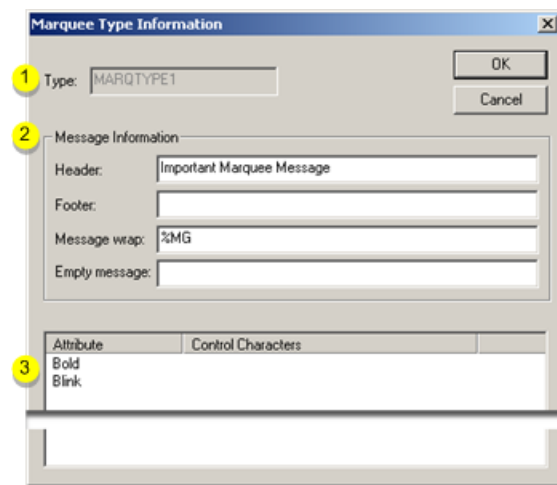 Marquee Type Information
1 Type: MARQTYPE1
OK
Cancel
2 Message Information
Header: Important Marquee Message
Footer:
Message wrap: %MG
Empty message:
Attribute Control Characters
3 Bold
Blink